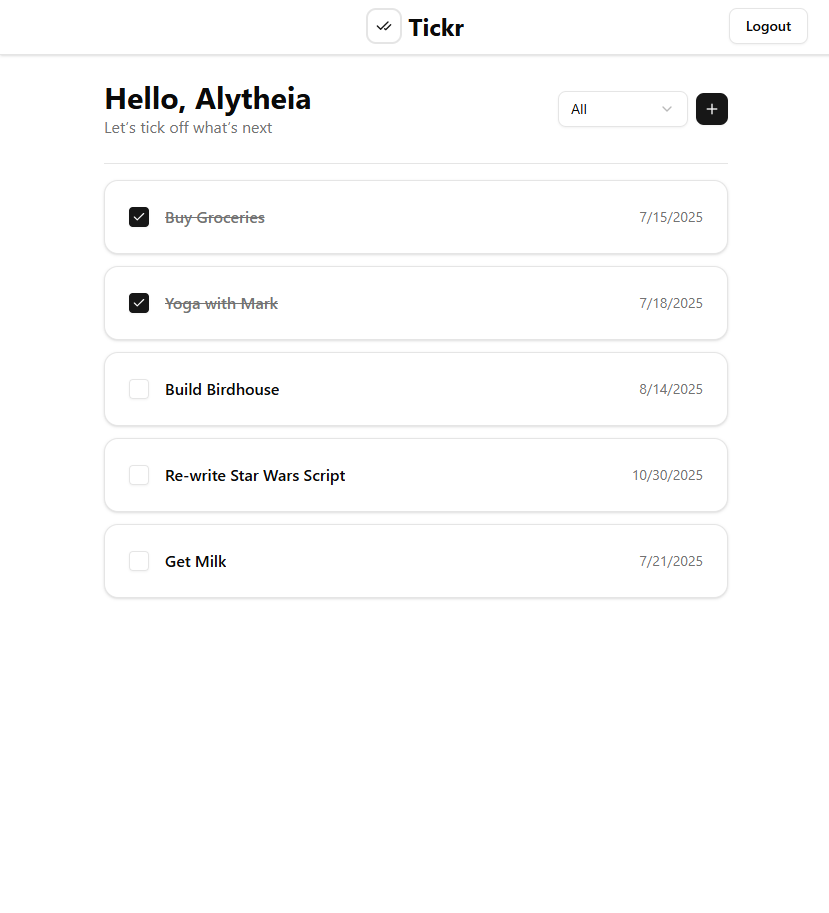 Tickr
Logout
Hello, Alytheia
Let’s tick off what’s next
All
Buy Groceries 7/15/2025
Yoga with Mark 7/18/2025
Build Birdhouse 8/14/2025
Re-write Star Wars Script 10/30/2025
Get Milk 7/21/2025